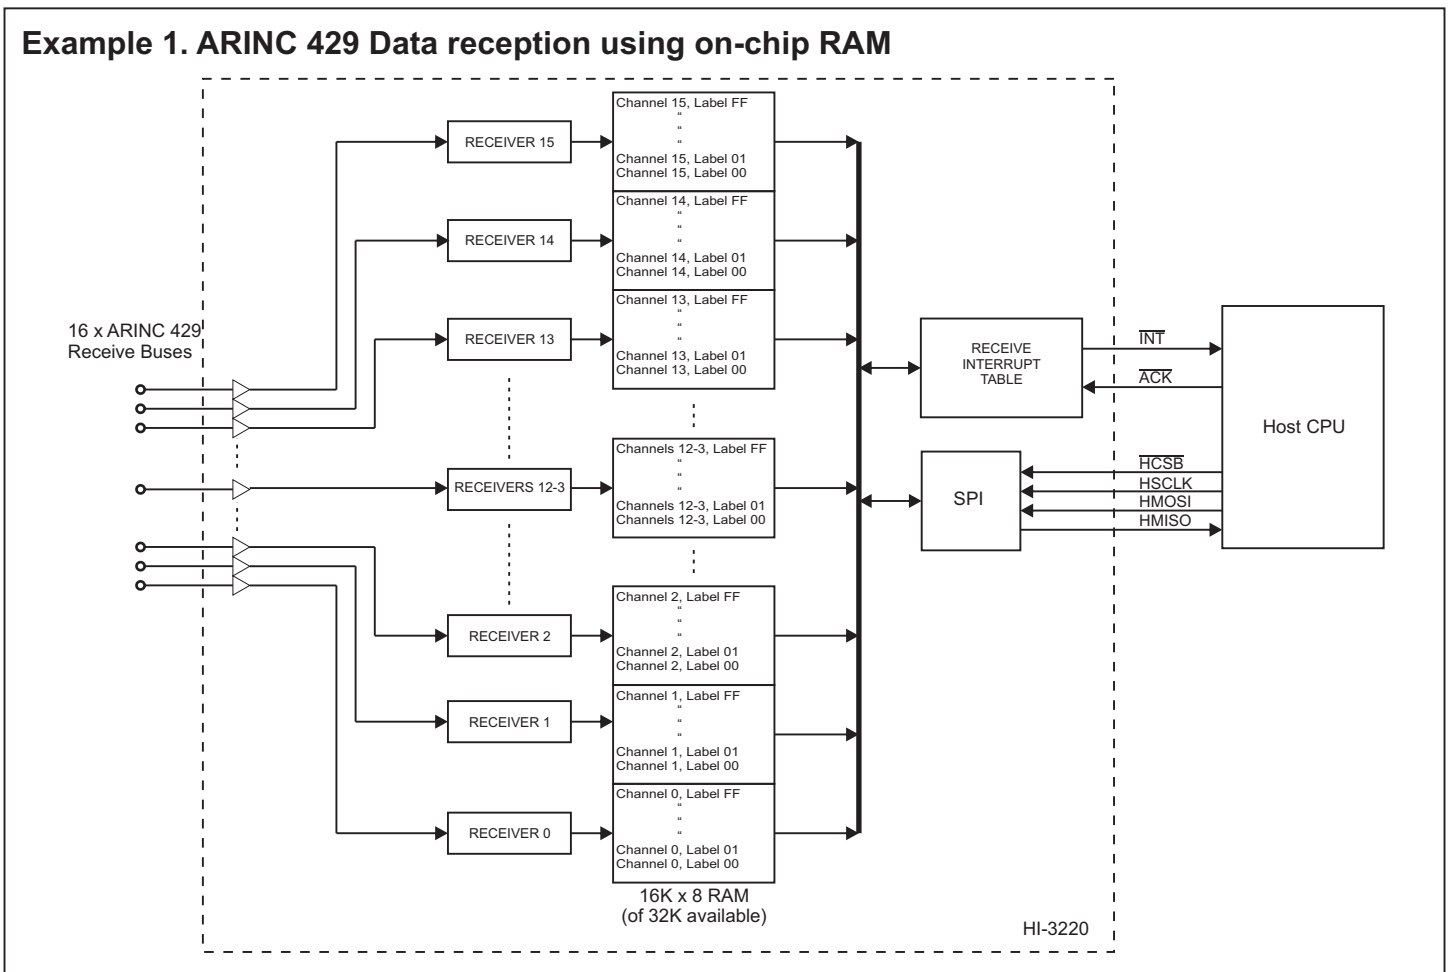 Example 1. ARINC 429 Data reception using on-chip RAM
16 x ARINC 429
Receive Buses
RECEIVER 15
RECEIVER 14
RECEIVER 13
RECEIVERS 12-3
RECEIVER 2
RECEIVER 1
RECEIVER 0
Channel 15, Label FF
“
“
“
Channel 15, Label 01
Channel 15, Label 00
Channel 14, Label FF
“
“
“
Channel 14, Label 01
Channel 14, Label 00
Channel 13, Label FF
“
“
“
Channel 13, Label 01
Channel 13, Label 00
Channels 12-3, Label FF
“
“
“
Channels 12-3, Label 01
Channels 12-3, Label 00
Channel 2, Label FF
“
“
“
Channel 2, Label 01
Channel 2, Label 00
Channel 1, Label FF
“
“
“
Channel 1, Label 01
Channel 1, Label 00
Channel 0, Label FF
“
“
“
Channel 0, Label 01
Channel 0, Label 00
16K x 8 RAM
(of 32K available)
RECEIVE
INTERRUPT
TABLE
SPI
INT
ACK
HCSB
HSCLK
HMOSI
HMISO
Host CPU
HI-3220